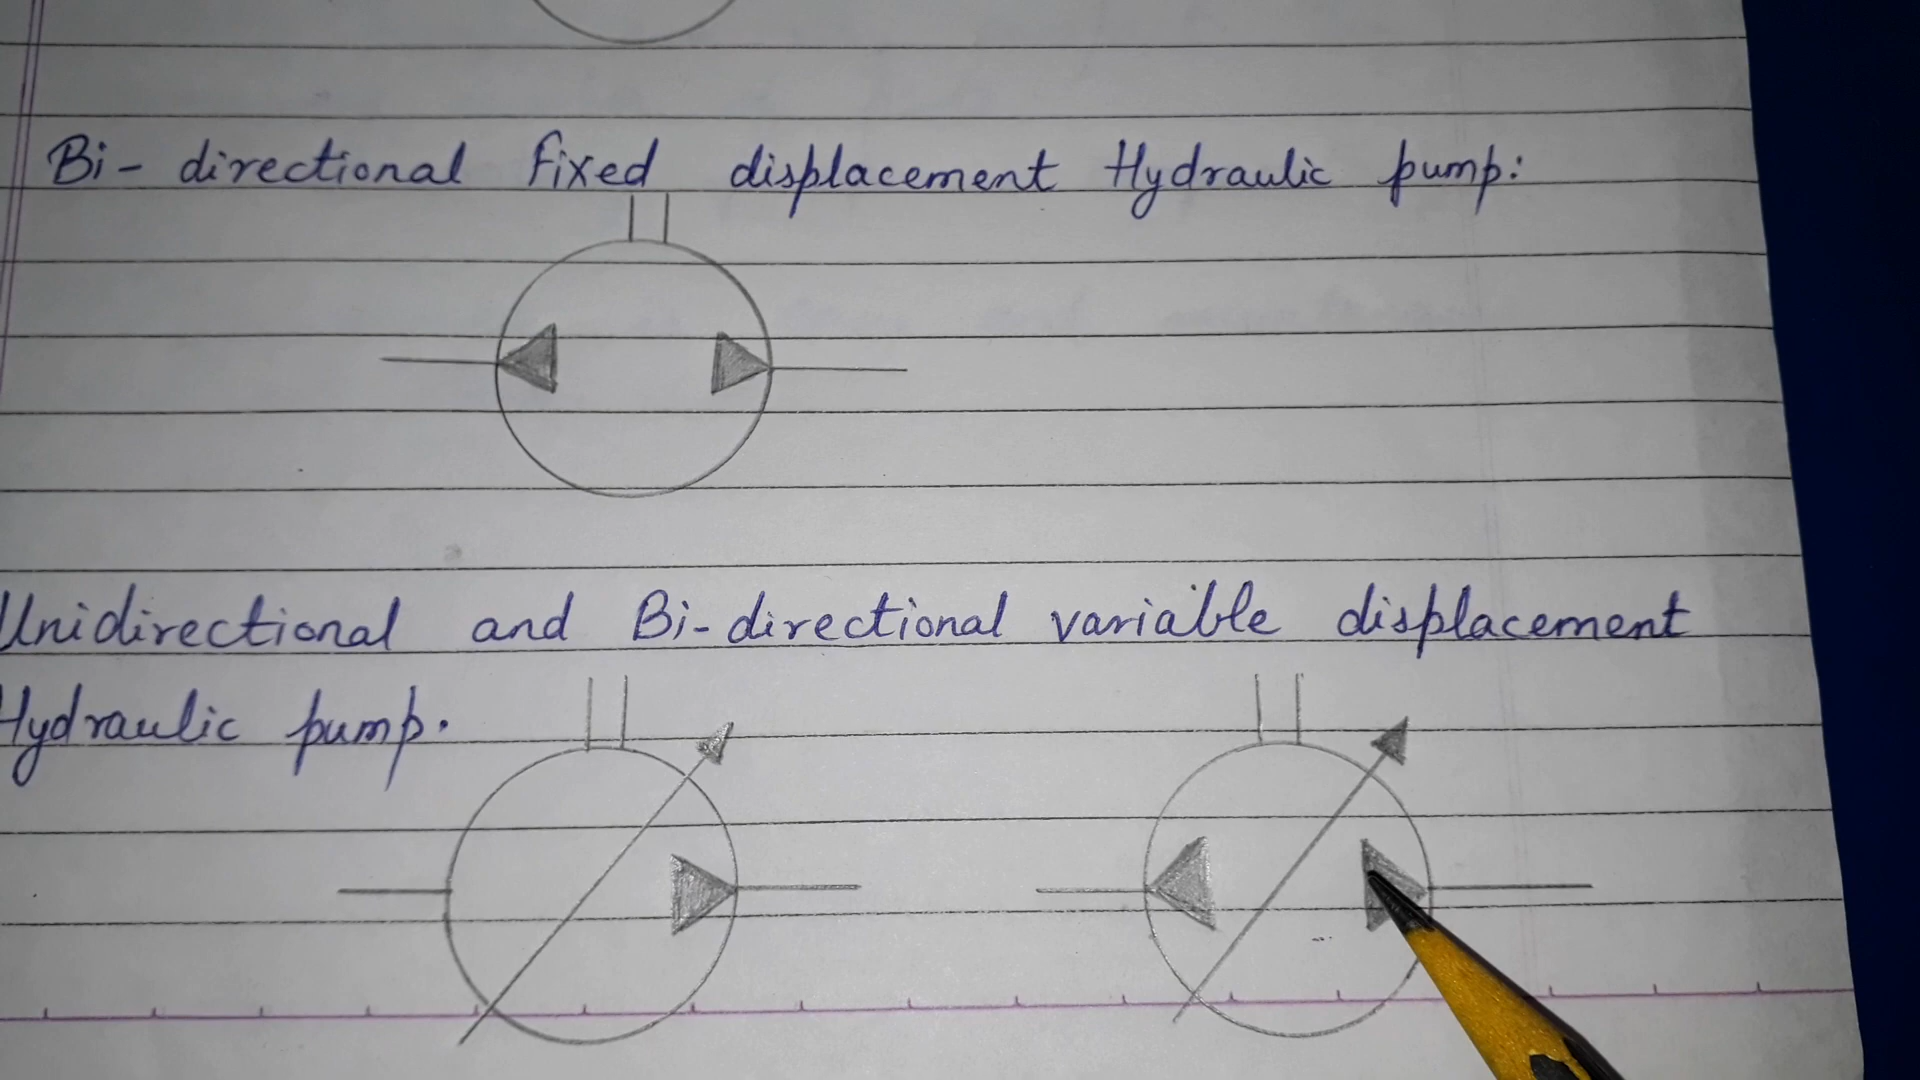 Bi-directional fixed displacement Hydraulic pump:
Unidirectional and Bi-directional variable displacement
Hydraulic pump.